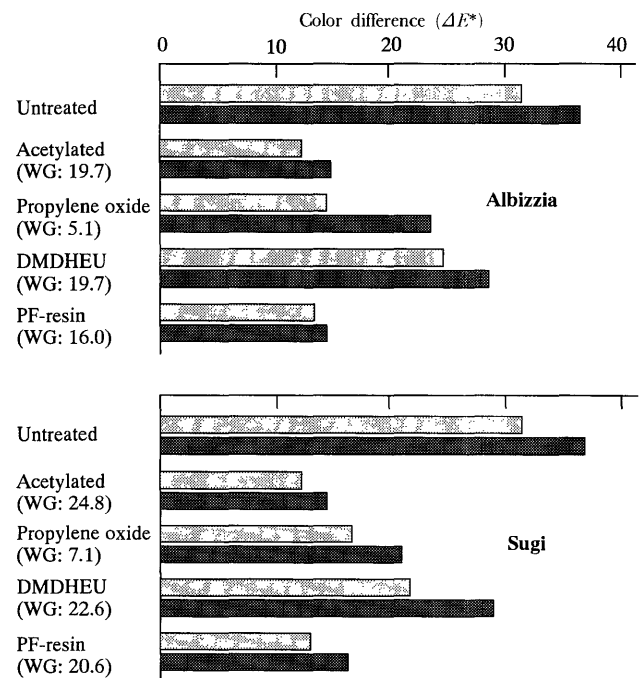 Color difference (ΔE*)
0 10 20 30 40
Untreated
Acetylated
(WG: 19.7)
Propylene oxide
(WG: 5.1)
Albizzia
DMDHEU
(WG: 19.7)
PF-resin
(WG: 16.0)
Untreated
Acetylated
(WG: 24.8)
Propylene oxide
(WG: 7.1)
Sugi
DMDHEU
(WG: 22.6)
PF-resin
(WG: 20.6)